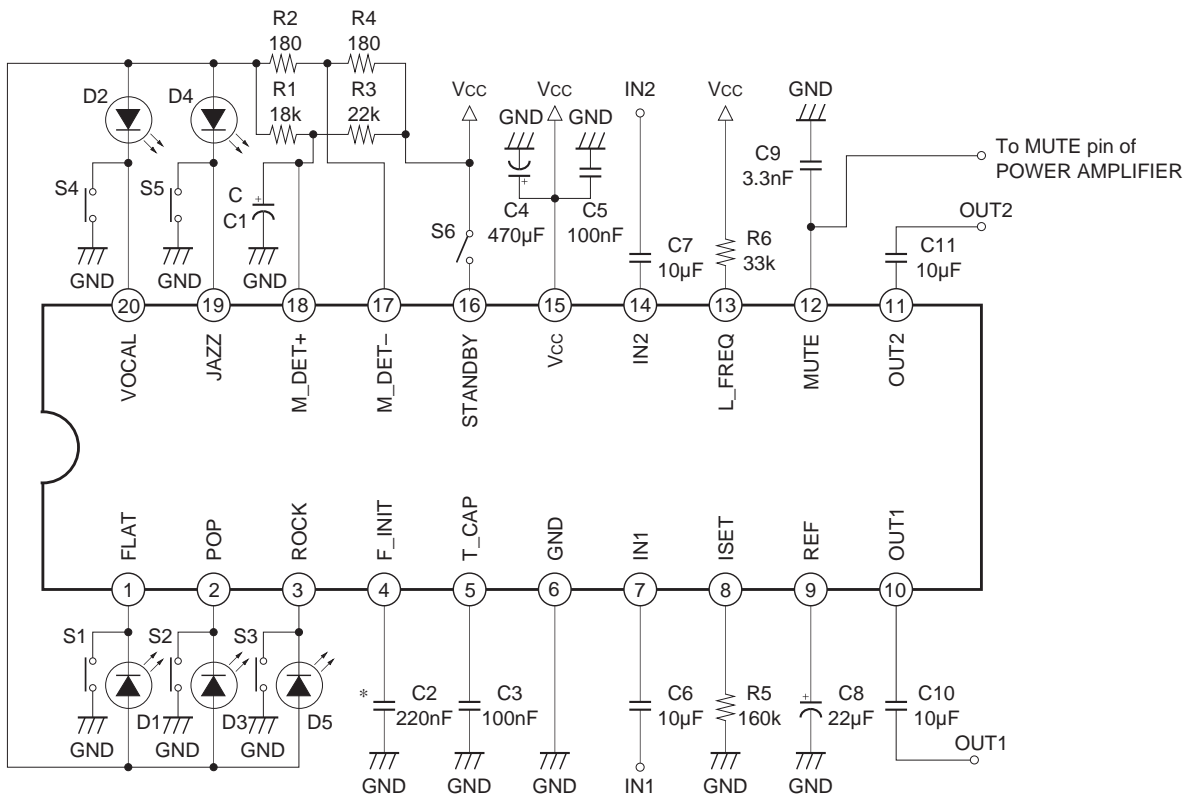 R2
180
R4
180
R1
18k
R3
22k
D2
D4
S4
S5
GND
GND
+
C
C1
GND
VCC
S6
VCC
GND
GND
+
C4
470µF
C5
100nF
IN2
C7
10µF
VCC
R6
33k
GND
C9
3.3nF
To MUTE pin of
POWER AMPLIFIER
OUT2
C11
10µF
20
19
18
17
16
15
14
13
12
11
VOCAL
JAZZ
M_DET+
M_DET–
STANDBY
VCC
IN2
L_FREQ
MUTE
OUT2
FLAT
POP
ROCK
F_INIT
T_CAP
GND
IN1
ISET
REF
OUT1
1
2
3
4
5
6
7
8
9
10
S1
S2
S3
D1
D3
D5
GND
GND
GND
*
C2
220nF
GND
C3
100nF
GND
GND
C6
10µF
IN1
R5
160k
GND
+
C8
22µF
GND
C10
10µF
OUT1